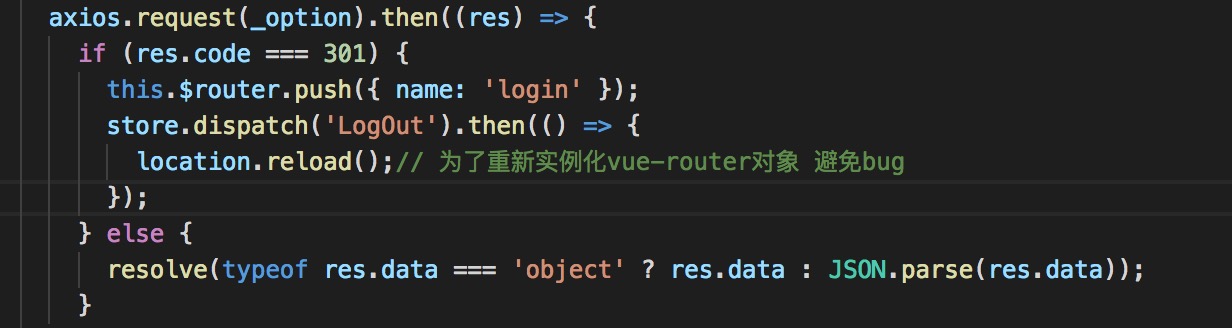 axios.request(_option).then((res) => {
if (res.code === 301) {
this.$router.push({ name: 'login' });
store.dispatch('LogOut').then(() => {
location.reload();// 为了重新实例化vue-router对象 避免bug
});
} else {
resolve(typeof res.data === 'object' ? res.data : JSON.parse(res.data));
}